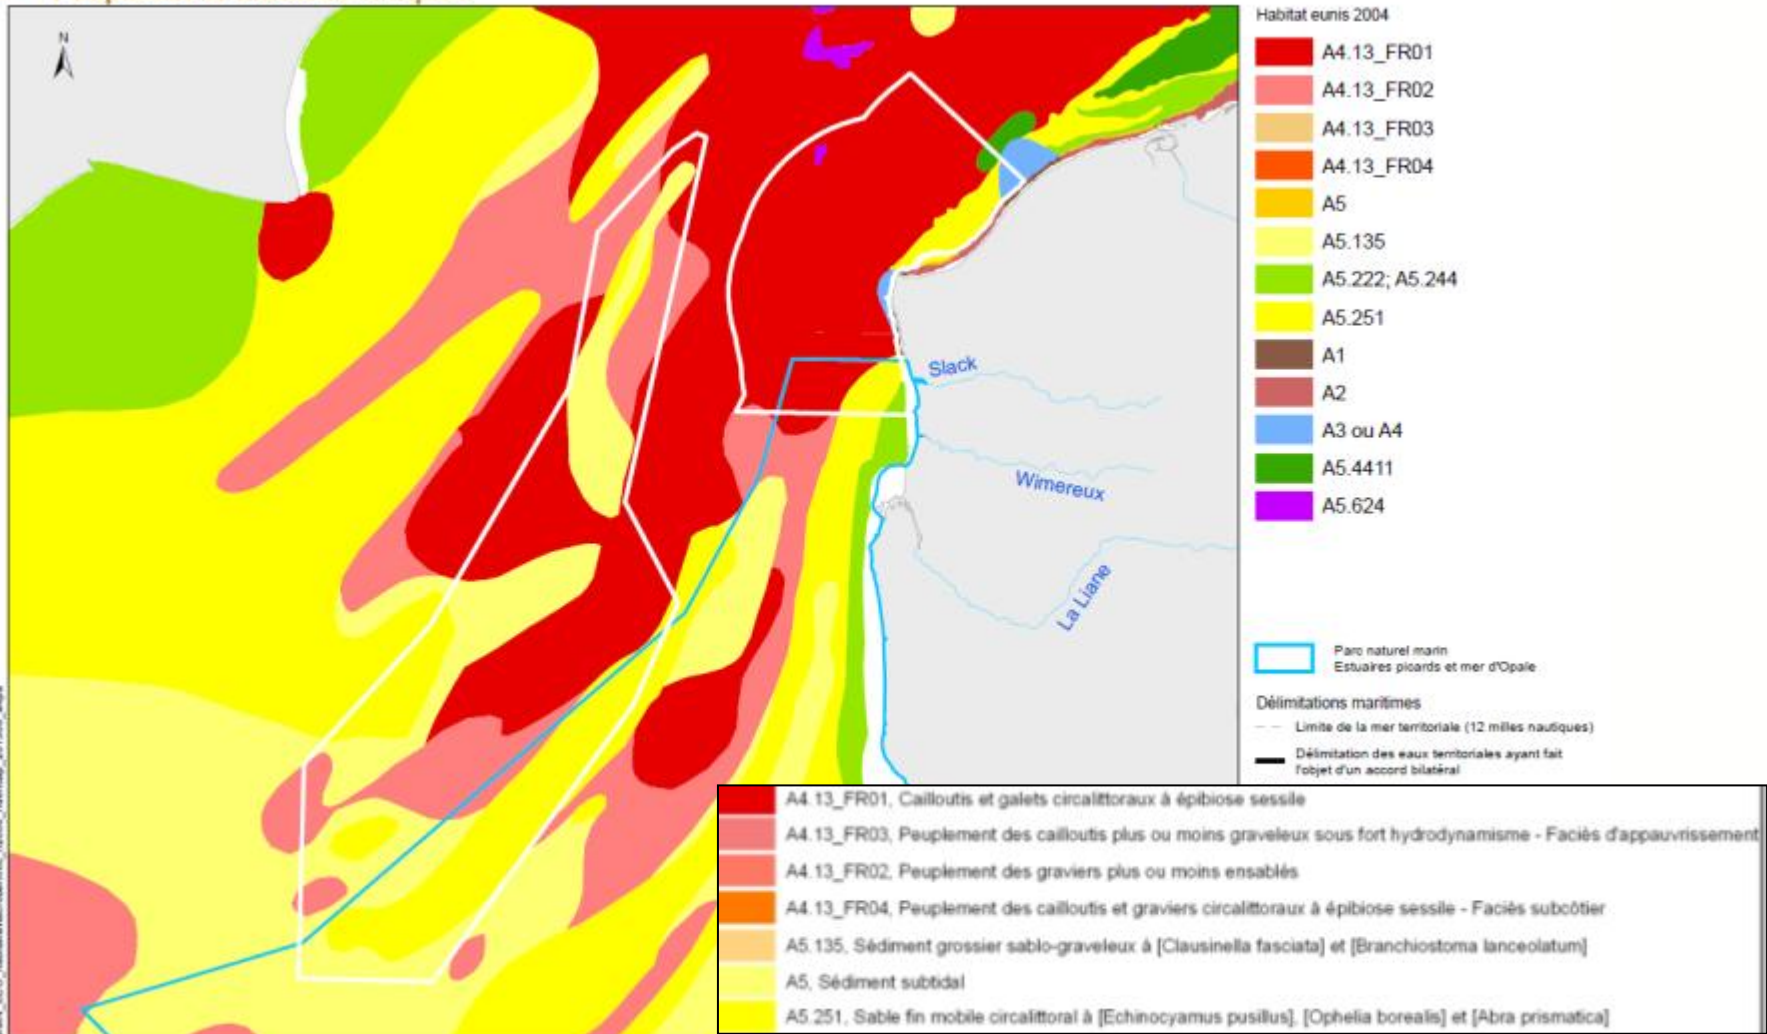 N
Slack
Wimereux
La Liane
Habitat eunis 2004
A4.13_FR01
A4.13_FR02
A4.13_FR03
A4.13_FR04
A5
A5.135
A5.222; A5.244
A5.251
A1
A2
A3 ou A4
A5.4411
A5.624
Parc naturel marin
Estuaires picards et mer d'Opale
Délimitations maritimes
Limite de la mer territoriale (12 milles nautiques)
Délimitation des eaux territoriales ayant fait
l'objet d'un accord bilatéral
A4.13_FR01, Cailloutis et galets circalittoraux à épibiose sessile
A4.13_FR03, Peuplement des cailloutis plus ou moins graveleux sous fort hydrodynamisme - Faciès d'appauvrissement
A4.13_FR02, Peuplement des graviers plus ou moins ensablés
A4.13_FR04, Peuplement des cailloutis et graviers circalittoraux à épibiose sessile - Faciès subcôtier
A5.135, Sédiment grossier sablo-graveleux à [Clausinella fasciata] et [Branchiostoma lanceolatum]
A5, Sédiment subtidal
A5.251, Sable fin mobile circalittoral à [Echinocyamus pusillus], [Ophelia borealis] et [Abra prismatica]